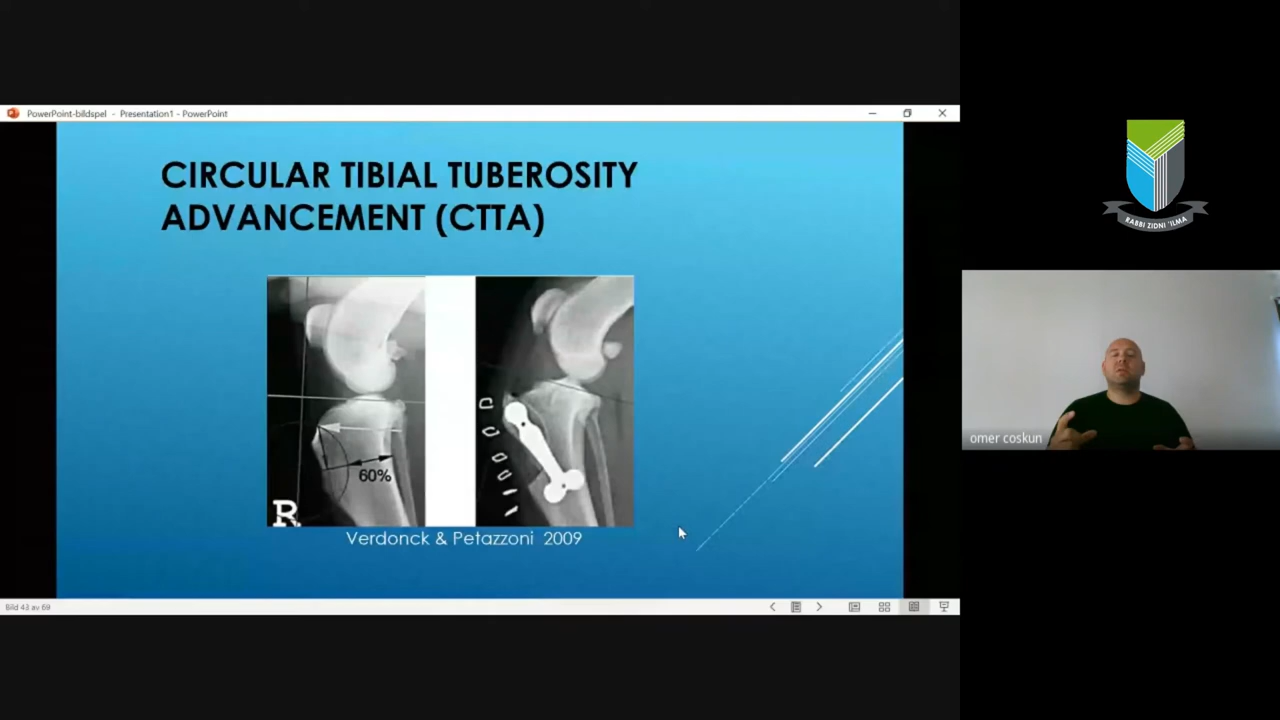 PowerPoint-bildspel - Presentation1 - PowerPoint
CIRCULAR TIBIAL TUBEROSITY
ADVANCEMENT (CTTA)
60%
R
Verdonck & Petazzoni 2009
Bild 43 av 69
RABBI ZIDNI 'ILMA
omer coskun